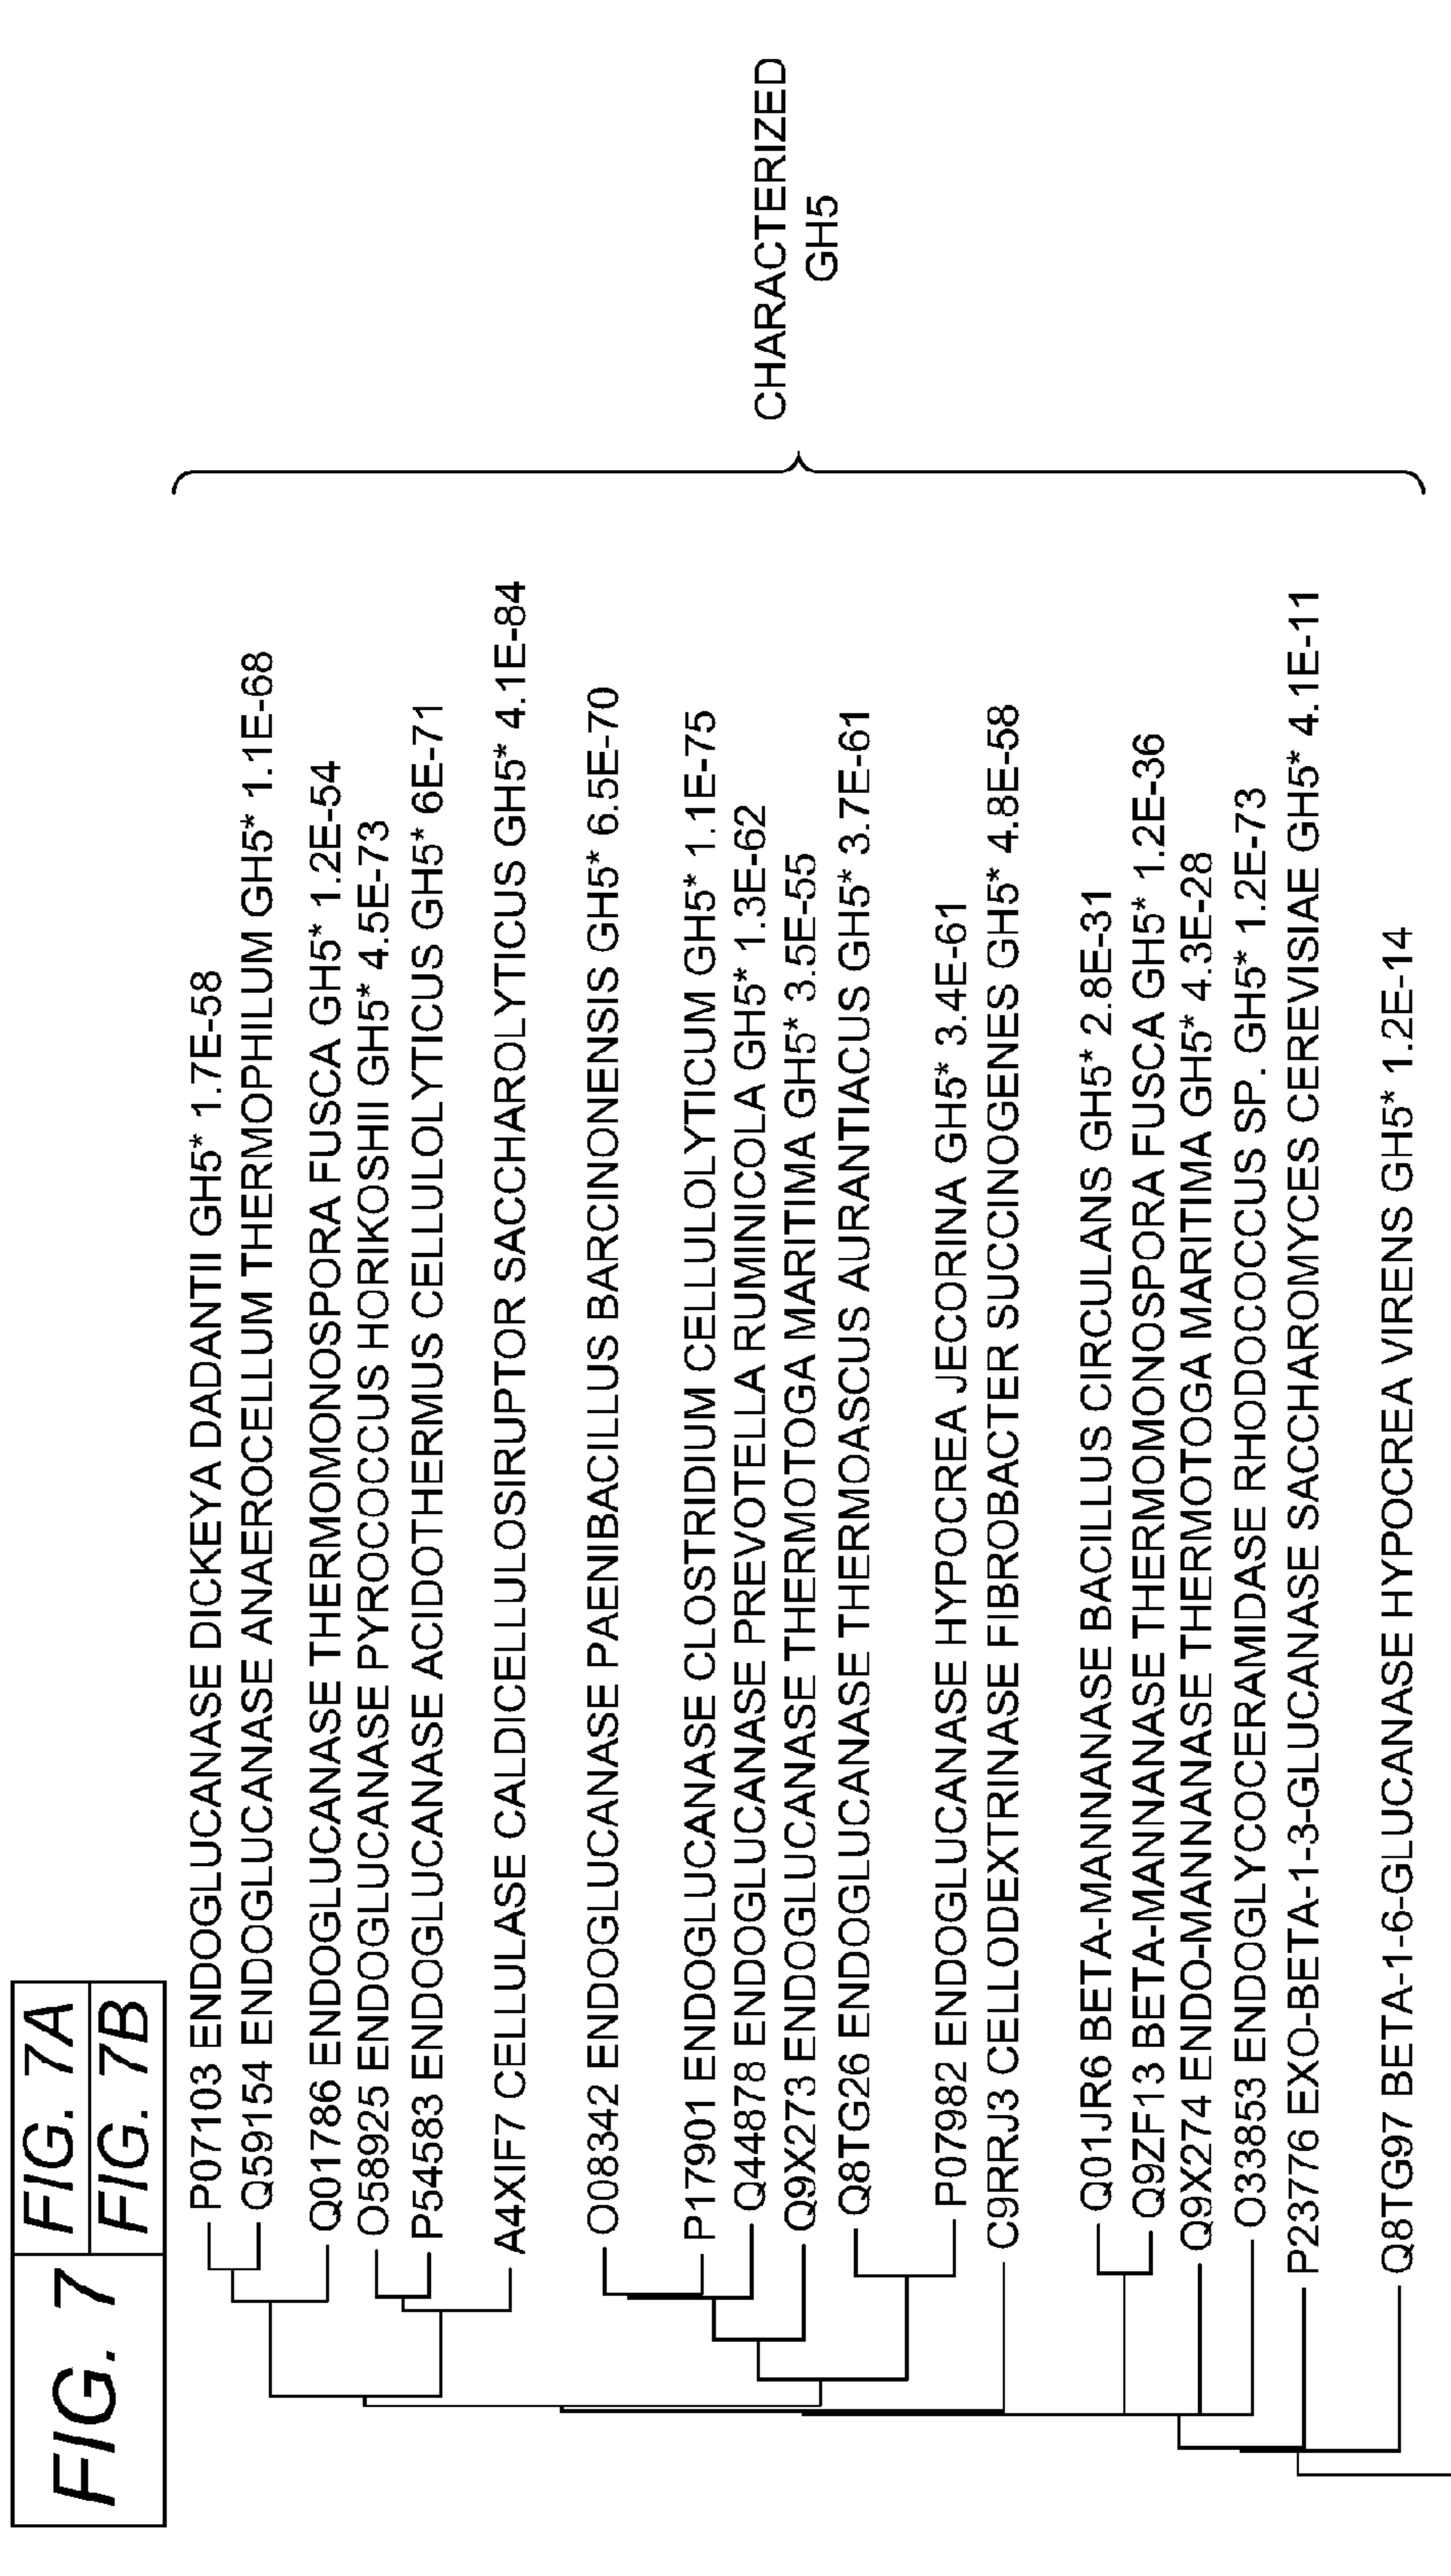 FIG. 7
FIG. 7A
FIG. 7B
P07103 ENDOGLUCANASE DICKEYA DADANTII GH5* 1.7E-58
Q59154 ENDOGLUCANASE ANAEROCELLUM THERMOPHILUM GH5* 1.1E-68
Q01786 ENDOGLUCANASE THERMOMONOSPORA FUSCA GH5* 1.2E-54
O58925 ENDOGLUCANASE PYROCOCCUS HORIKOSHII GH5* 4.5E-73
P54583 ENDOGLUCANASE ACIDOTHERMUS CELLULOLYTICUS GH5* 6E-71
A4XIF7 CELLULASE CALDICELLULOSIRUPTOR SACCHAROLYTICUS GH5* 4.1E-84
O08342 ENDOGLUCANASE PAENIBACILLUS BARCINONENSIS GH5* 6.5E-70
P17901 ENDOGLUCANASE CLOSTRIDIUM CELLULOLYTICUM GH5* 1.1E-75
Q44878 ENDOGLUCANASE PREVOTELLA RUMINICOLA GH5* 1.3E-62
Q9X273 ENDOGLUCANASE THERMOTOGA MARITIMA GH5* 3.5E-55
Q8TG26 ENDOGLUCANASE THERMOASCUS AURANTIACUS GH5* 3.7E-61
P07982 ENDOGLUCANASE HYPOCREA JECORINA GH5* 3.4E-61
C9RRJ3 CELLODEXTRINASE FIBROBACTER SUCCINOGENES GH5* 4.8E-58
Q01JR6 BETA-MANNANASE BACILLUS CIRCULANS GH5* 2.8E-31
Q9ZF13 BETA-MANNANASE THERMOMONOSPORA FUSCA GH5* 1.2E-36
Q9X274 ENDO-MANNANASE THERMOTOGA MARITIMA GH5* 4.3E-28
O33853 ENDOGLYCOCERAMIDASE RHODOCOCCUS SP. GH5* 1.2E-73
P23776 EXO-BETA-1-3-GLUCANASE SACCHAROMYCES CEREVISIAE GH5* 4.1E-11
Q8TG97 BETA-1-6-GLUCANASE HYPOCREA VIRENS GH5* 1.2E-14
CHARACTERIZED
GH5